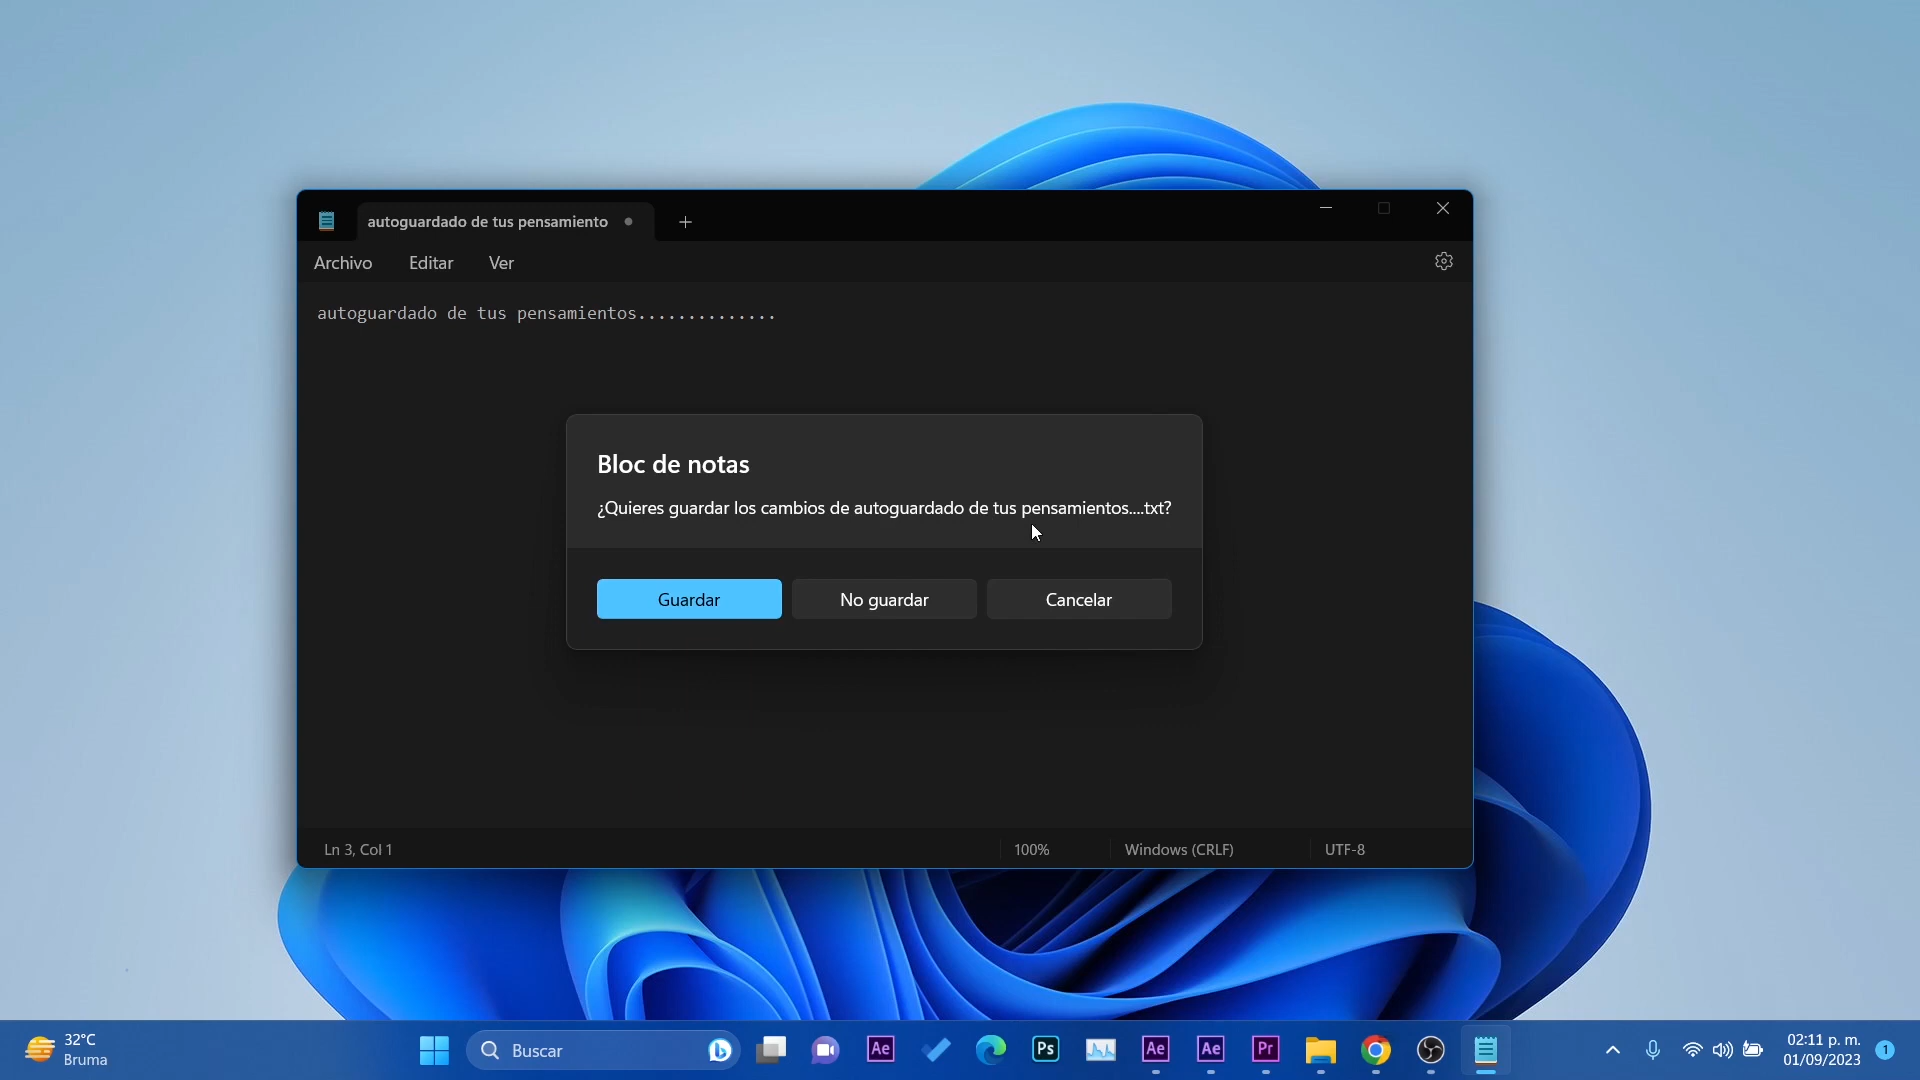 autoguardado de tus pensamiento
Archivo Editar Ver
autoguardado de tus pensamientos..............
Bloc de notas
¿Quieres guardar los cambios de autoguardado de tus pensamientos....txt?
Guardar No guardar Cancelar
Ln 3, Col 1 100% Windows (CRLF) UTF-8
32°C
Bruma
Buscar
Ae Ps Ae Ae Pr
02:11 p. m.
01/09/2023
1